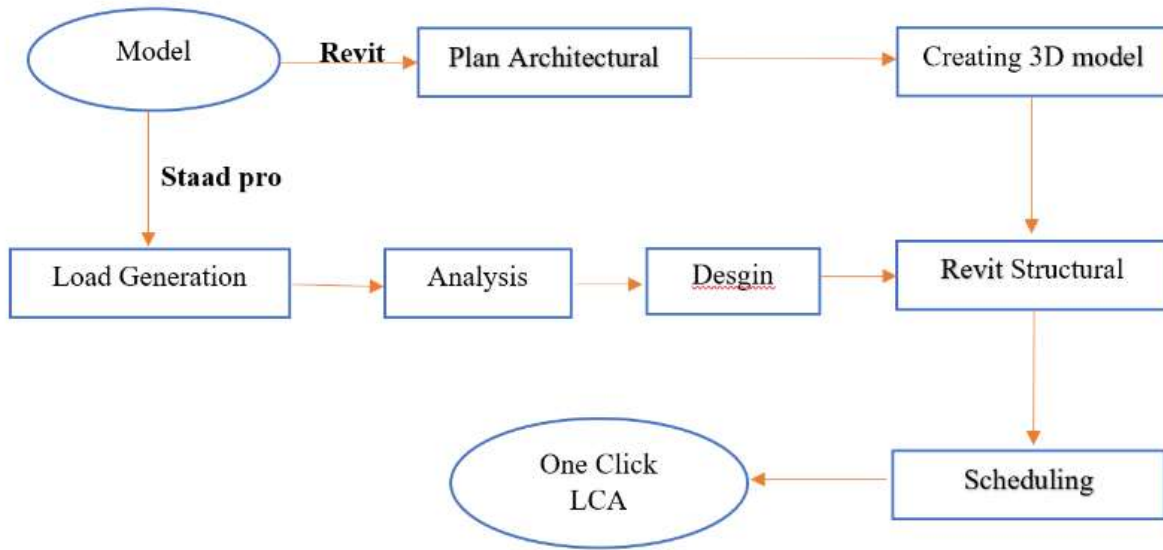 Model
Revit
Plan Architectural
Creating 3D model
Staad pro
Load Generation
Analysis
Desgin
Revit Structural
One Click
LCA
Scheduling